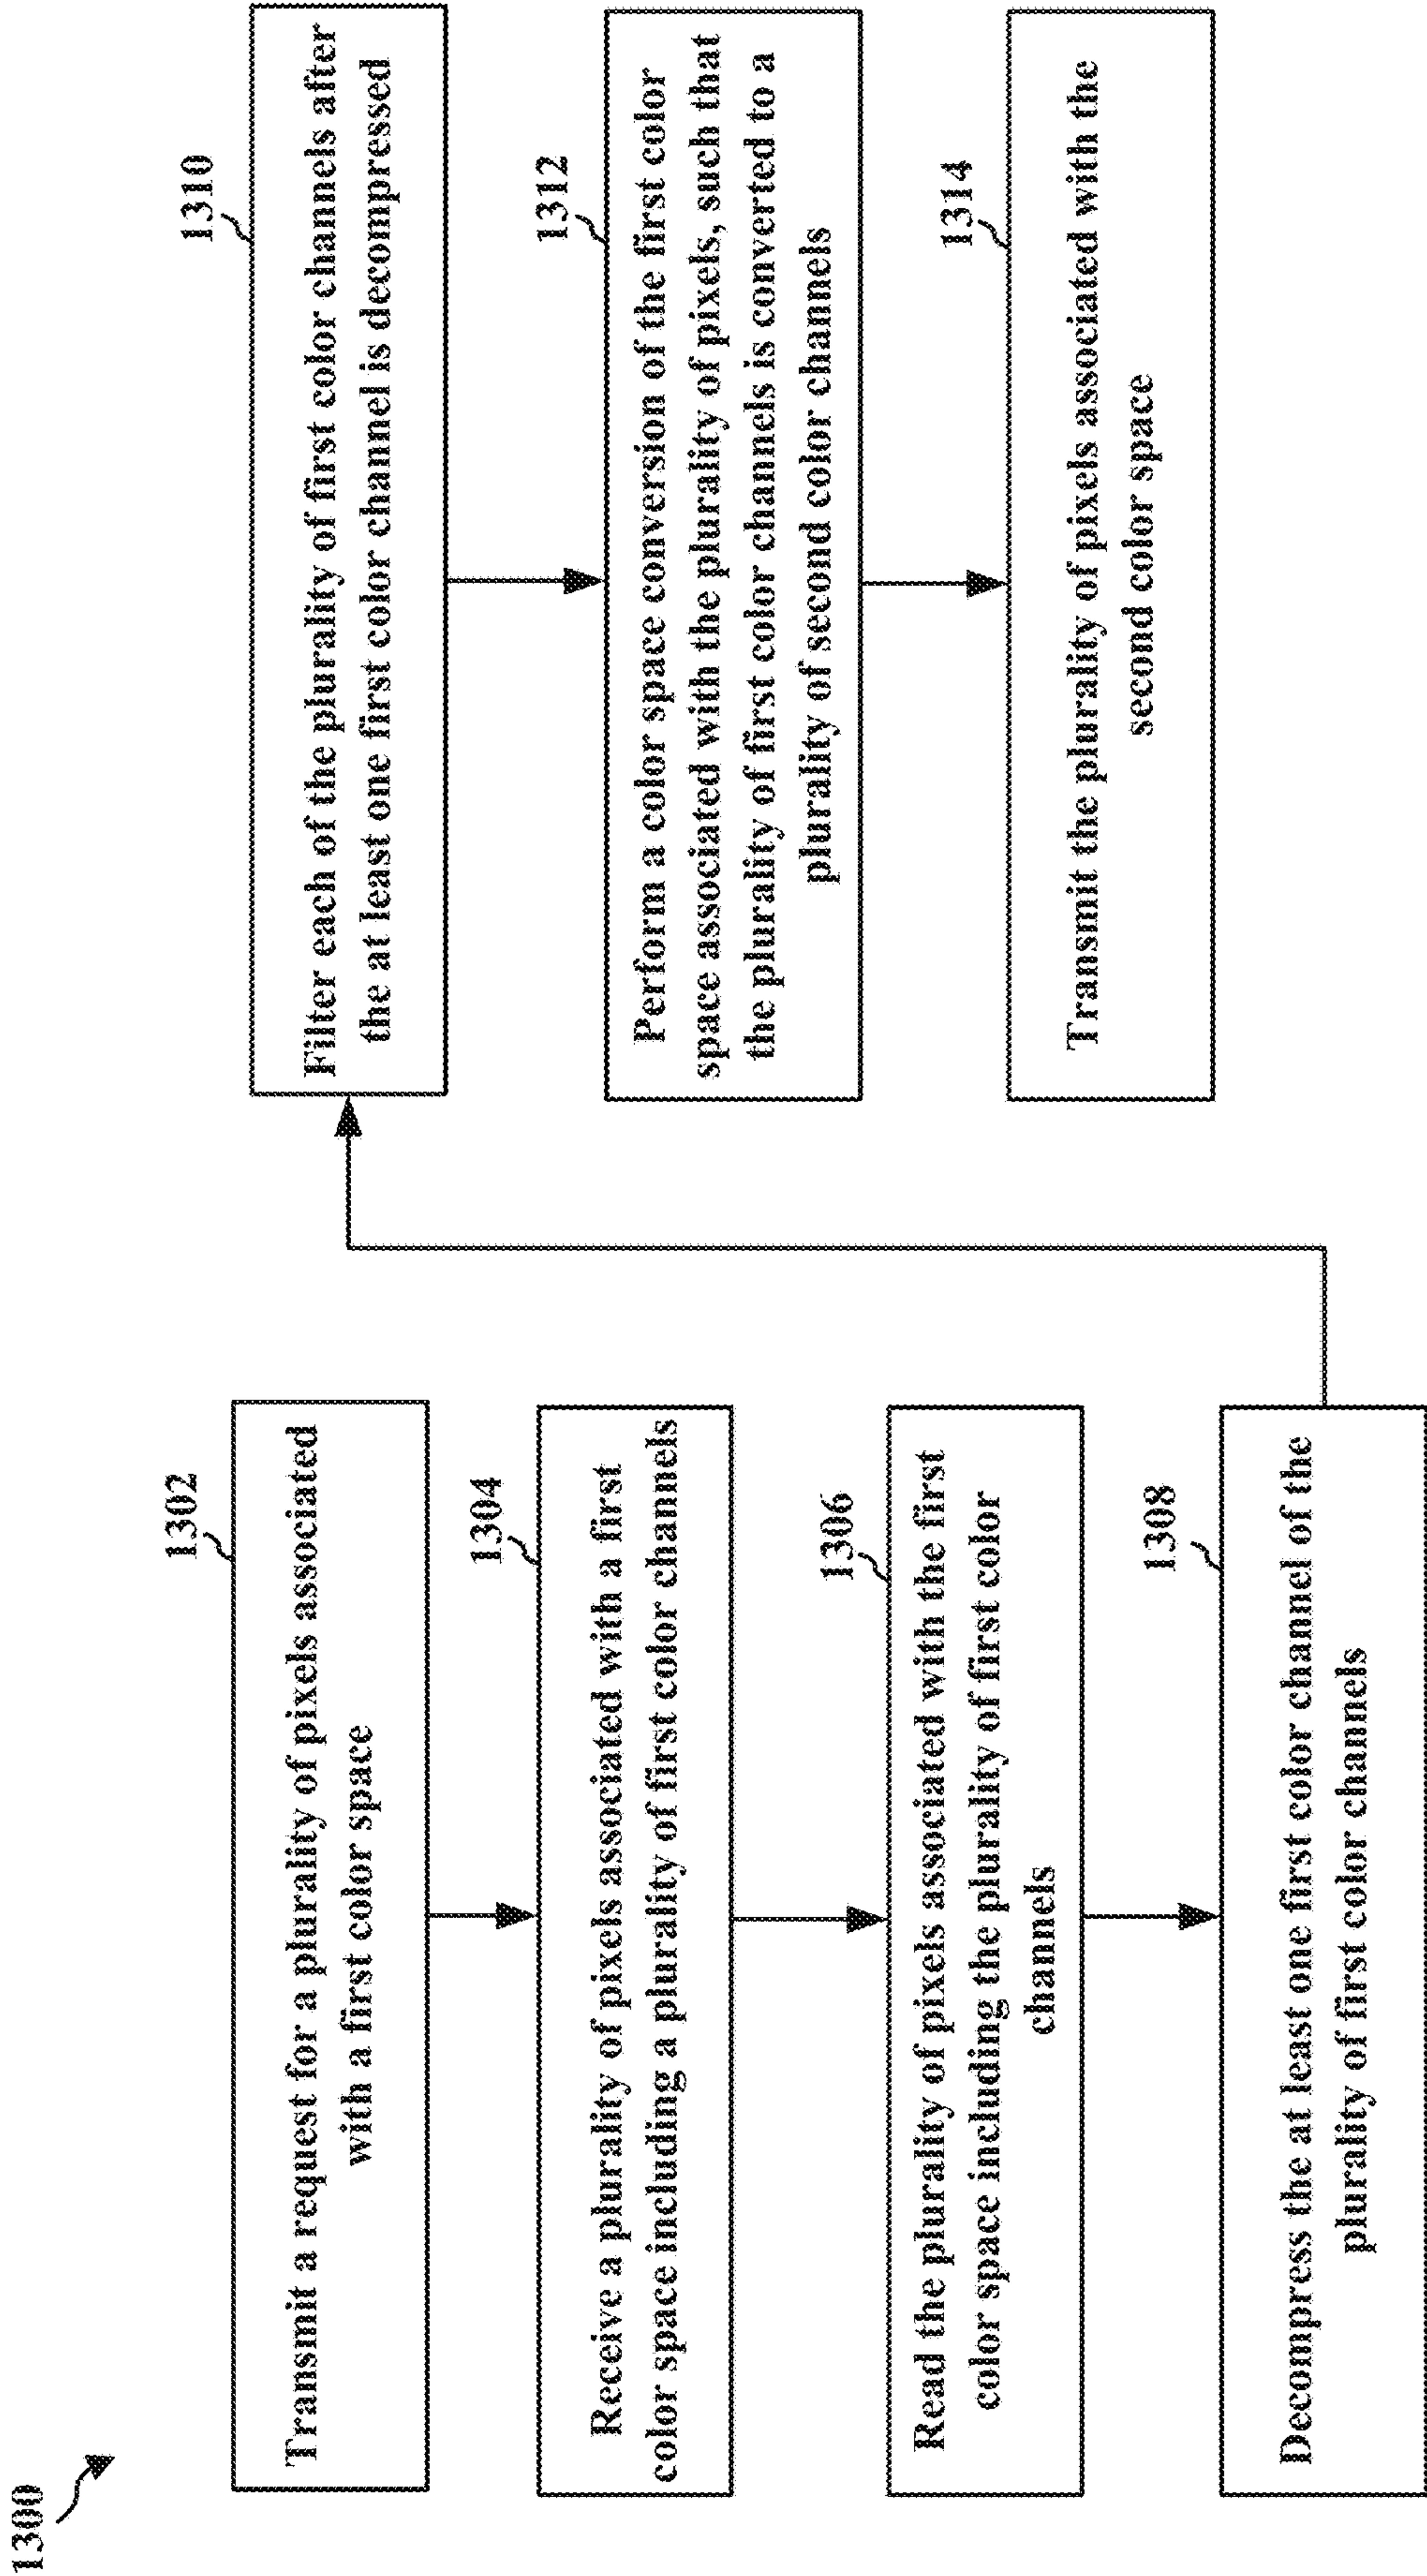 1300
1302
Transmit a request for a plurality of pixels associated
with a first color space
1304
Receive a plurality of pixels associated with a first
color space including a plurality of first color channels
1306
Read the plurality of pixels associated with the first
color space including the plurality of first color
channels
1308
Decompress the at least one first color channel of the
plurality of first color channels
1310
Filter each of the plurality of first color channels after
the at least one first color channel is decompressed
1312
Perform a color space conversion of the first color
space associated with the plurality of pixels, such that
the plurality of first color channels is converted to a
plurality of second color channels
1314
Transmit the plurality of pixels associated with the
second color space